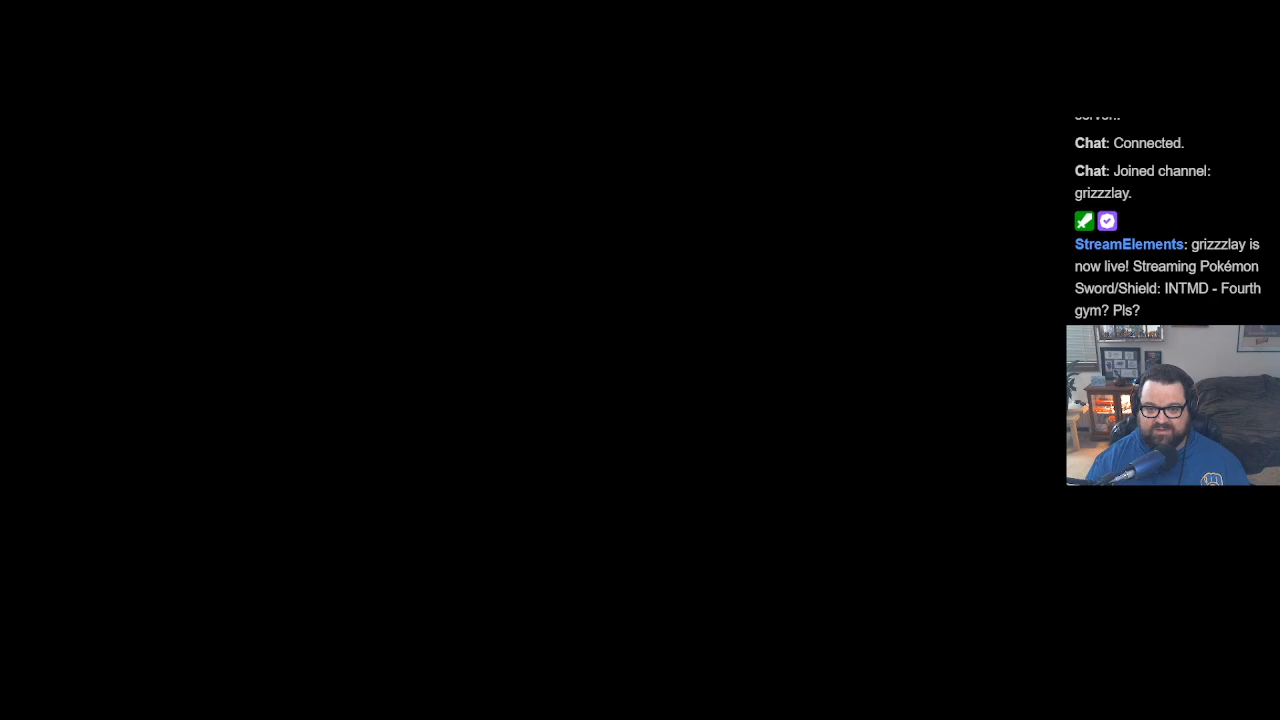 Chat: Connected.
Chat: Joined channel:
grizzzlay.
StreamElements: grizzzlay is
now live! Streaming Pokémon
Sword/Shield: INTMD - Fourth
gym? Pls?